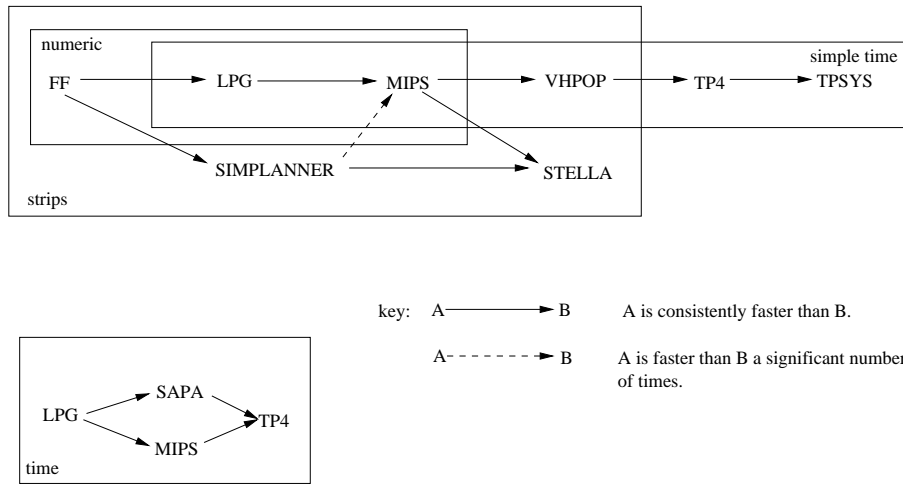 numeric
simple time
FF LPG MIPS VHPOP TP4 TPSYS
SIMPLANNER STELLA
strips
key: A B A is consistently faster than B.
A B A is faster than B a significant number
of times.
SAPA
LPG TP4
MIPS
time